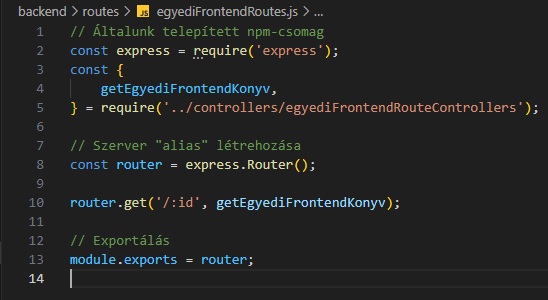 backend > routes > JS egyediFrontendRoutes.js > ...
1 // Általunk telepített npm-csomag
2 const express = require('express');
3 const {
4     getEgyediFrontendKonyv,
5 } = require('../controllers/egyediFrontendRouteControllers');
6
7 // Szerver "alias" létrehozása
8 const router = express.Router();
9
10 router.get('/:id', getEgyediFrontendKonyv);
11
12 // Exportálás
13 module.exports = router;
14